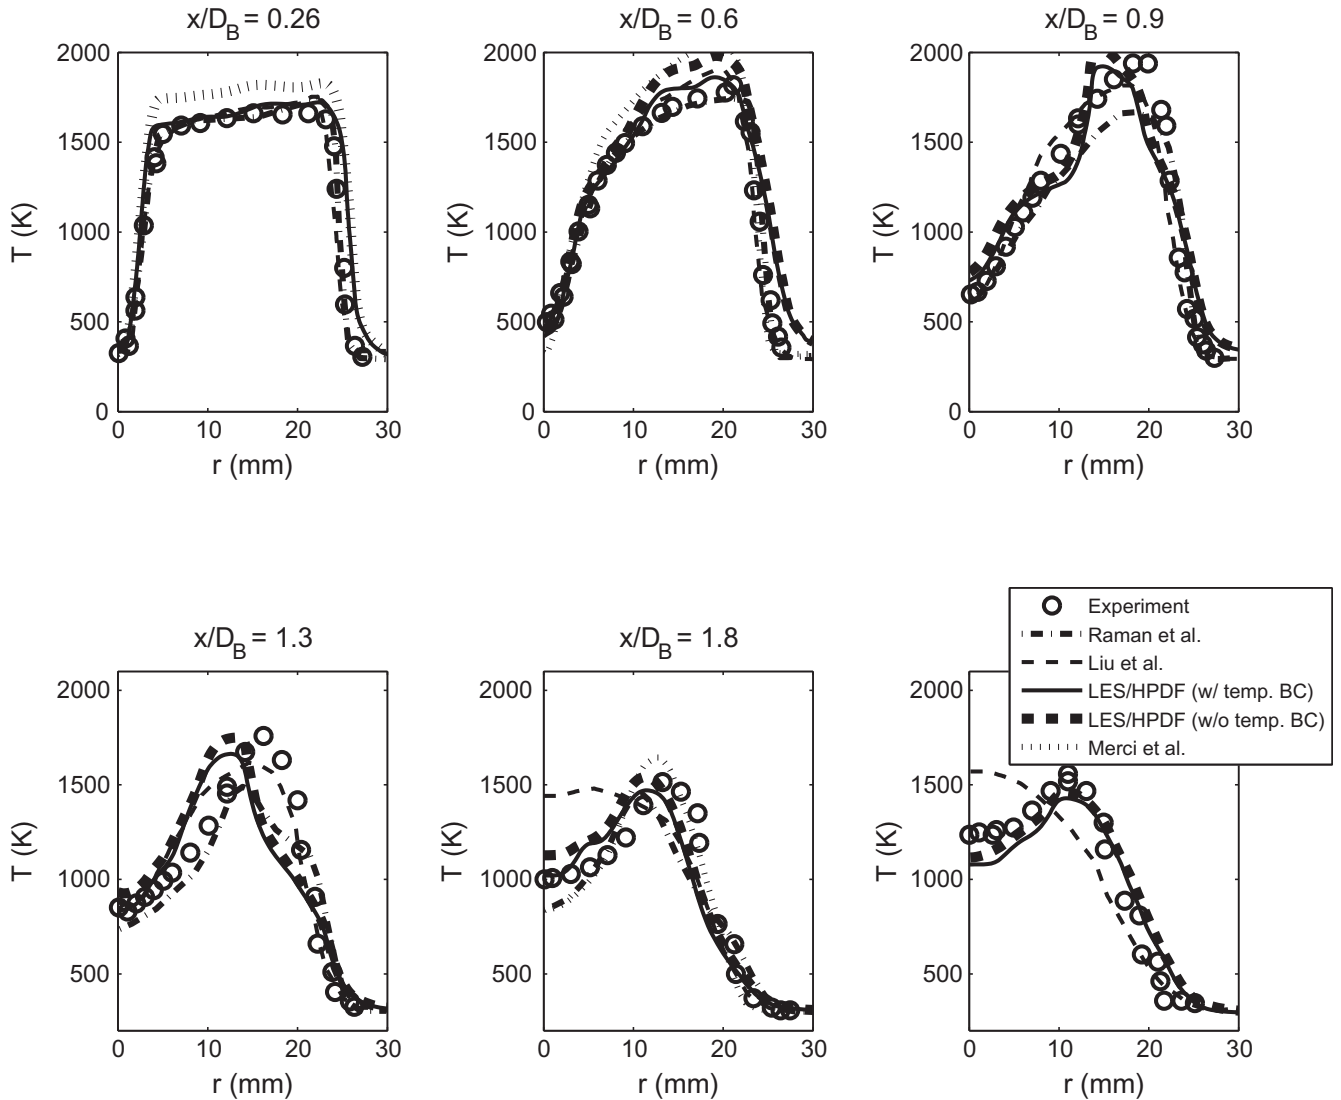 x/D_B = 0.26
x/D_B = 0.6
x/D_B = 0.9
2000
1500
1000
500
0
T (K)
0 10 20 30
r (mm)
2000
1500
1000
500
0
T (K)
0 10 20 30
r (mm)
2000
1500
1000
500
0
T (K)
0 10 20 30
r (mm)
x/D_B = 1.3
x/D_B = 1.8
Experiment
Raman et al.
Liu et al.
LES/HPDF (w/ temp. BC)
LES/HPDF (w/o temp. BC)
Merci et al.
2000
1500
1000
500
T (K)
0 10 20 30
r (mm)
2000
1500
1000
500
T (K)
0 10 20 30
r (mm)
2000
1500
1000
500
T (K)
0 10 20 30
r (mm)